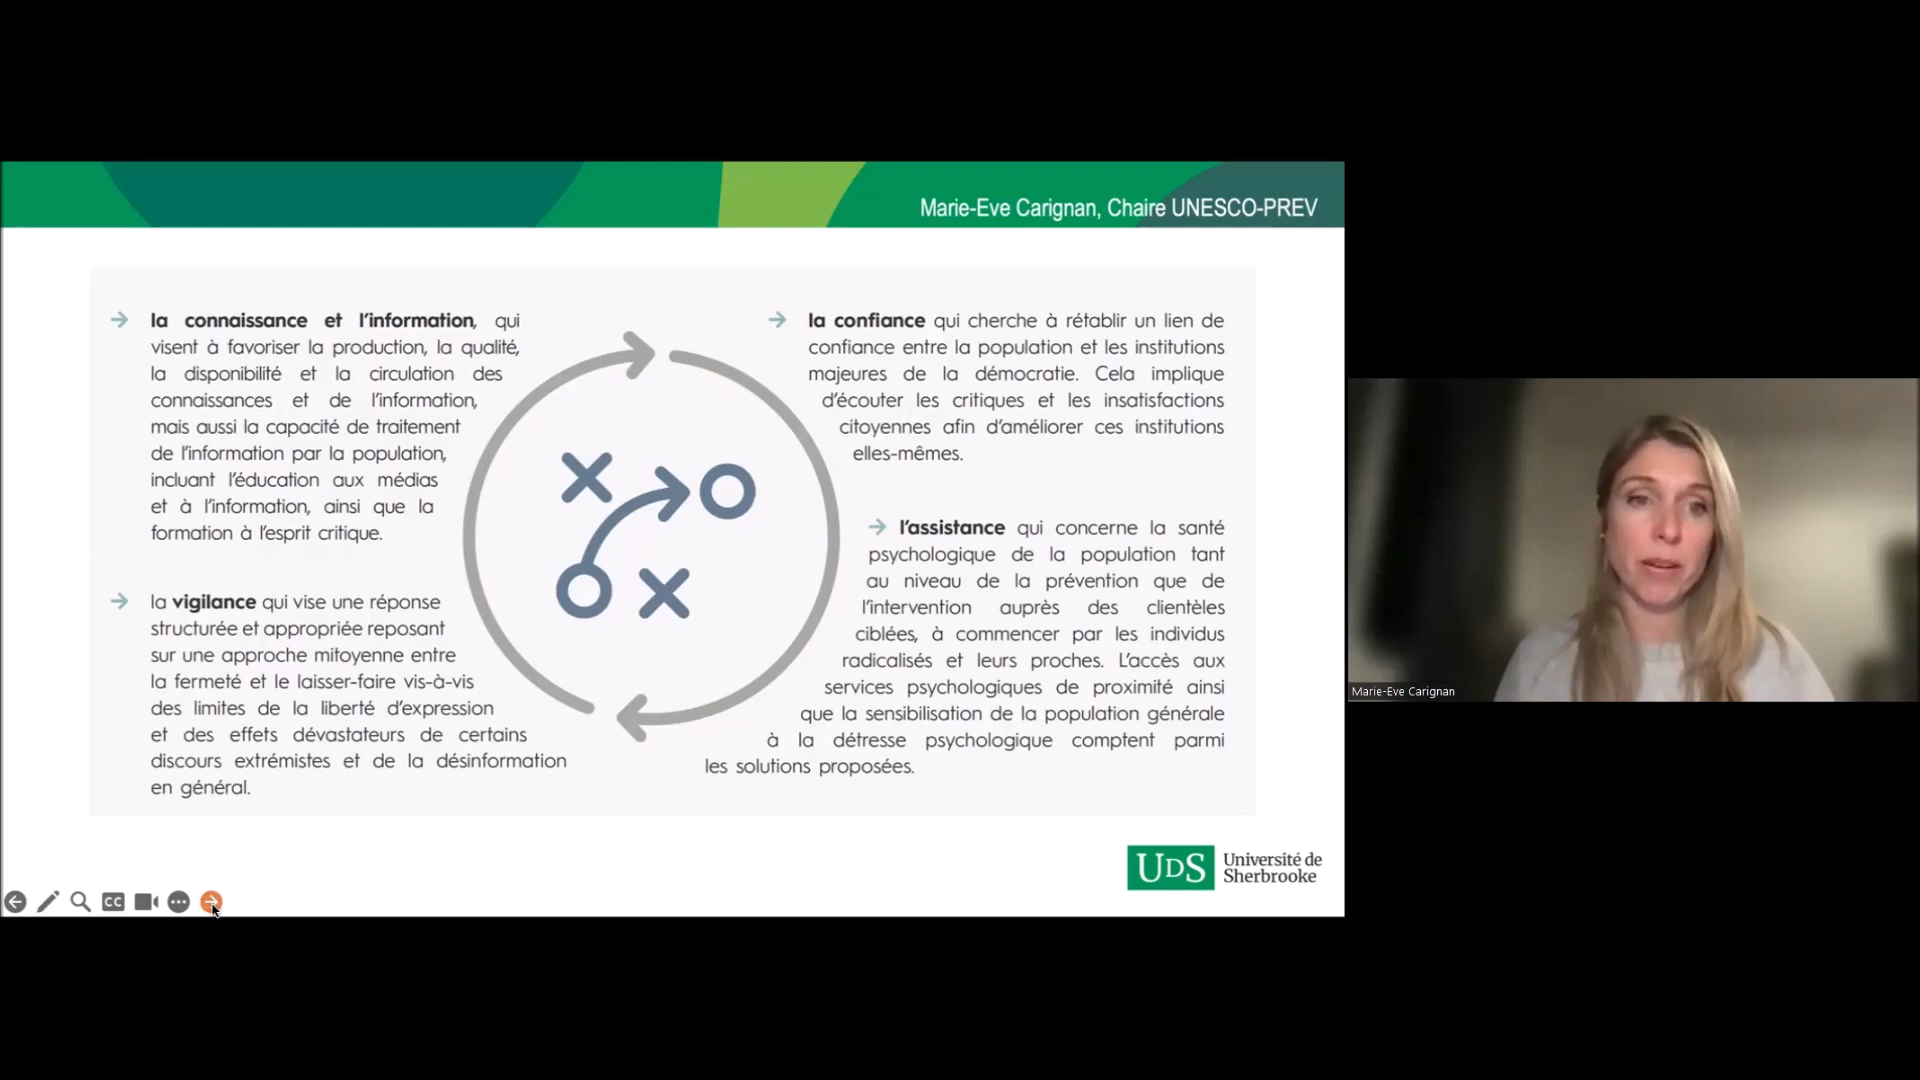 Marie-Eve Carignan, Chaire UNESCO-PREV
la connaissance et l'information, qui
visent à favoriser la production, la qualité,
la disponibilité et la circulation des
connaissances et de l'information,
mais aussi la capacité de traitement
de l'information par la population,
incluant l'éducation aux médias
et à l'information, ainsi que la
formation à l'esprit critique.
la vigilance qui vise une réponse
structurée et appropriée reposant
sur une approche mitoyenne entre
la fermeté et le laisser-faire vis-à-vis
des limites de la liberté d'expression
et des effets dévastateurs de certains
discours extrémistes et de la désinformation
en général.
la confiance qui cherche à rétablir un lien de
confiance entre la population et les institutions
majeures de la démocratie. Cela implique
d'écouter les critiques et les insatisfactions
citoyennes afin d'améliorer ces institutions
elles-mêmes.
l'assistance qui concerne la santé
psychologique de la population tant
au niveau de la prévention que de
l'intervention auprès des clientèles
ciblées, à commencer par les individus
radicalisés et leurs proches. L'accès aux
services psychologiques de proximité ainsi
que la sensibilisation de la population générale
à la détresse psychologique comptent parmi
les solutions proposées.
UDS Université de
Sherbrooke
CC
Marie-Eve Carignan